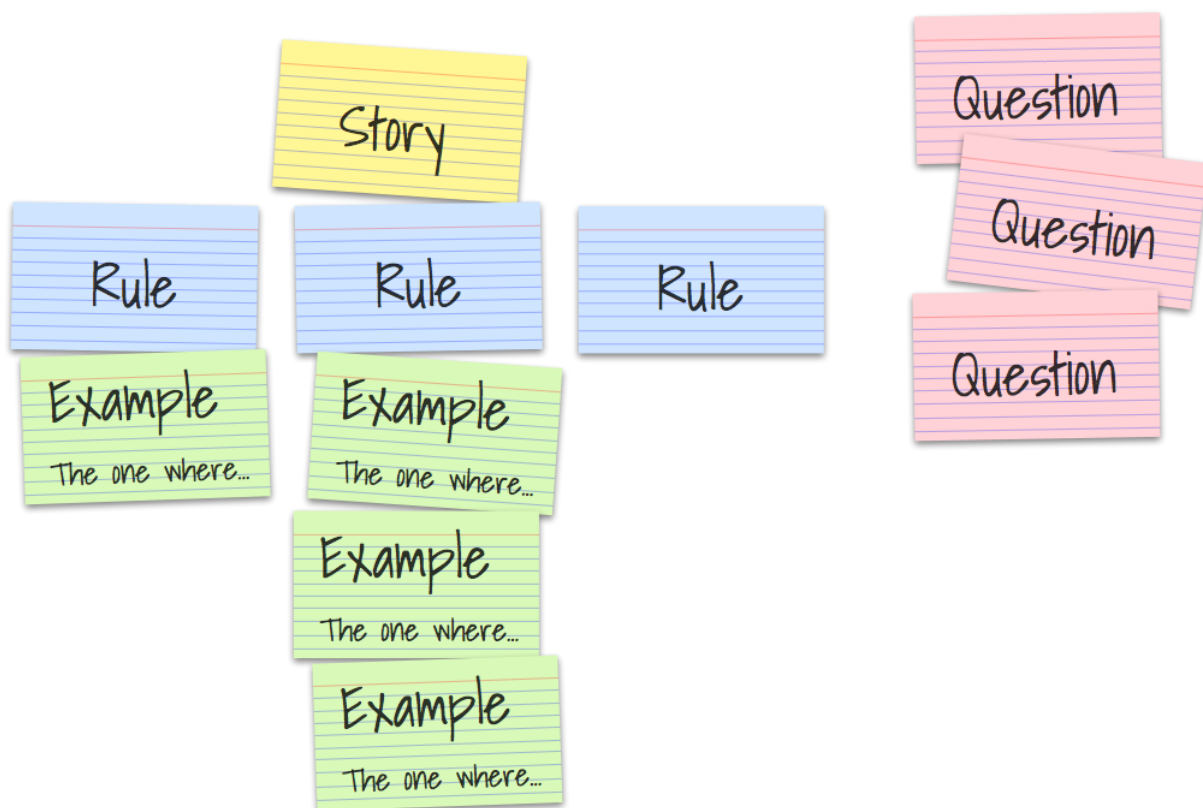 Story
Rule
Rule
Rule
Example
The one where...
Example
The one where...
Example
The one where...
Example
The one where...
Question
Question
Question